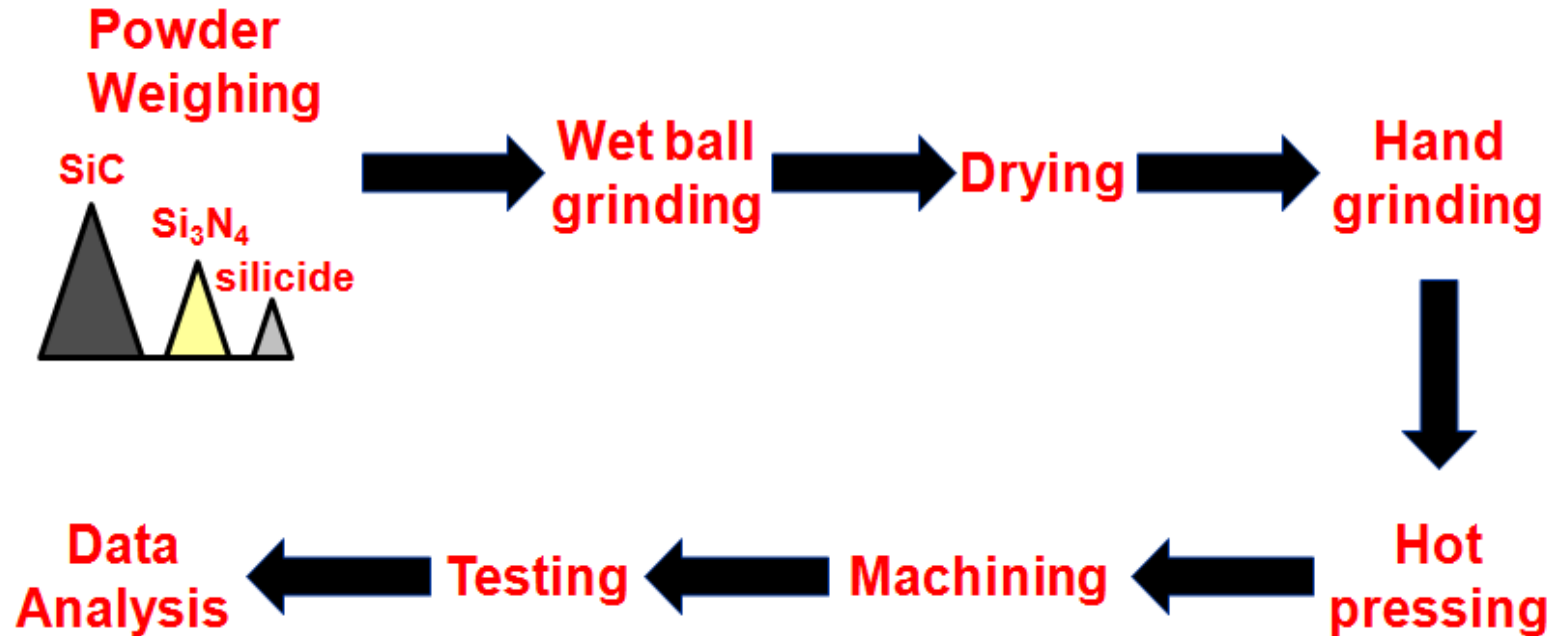 Powder
Weighing
SiC
Si₃N₄
silicide
Wet ball
grinding
Drying
Hand
grinding
Hot
pressing
Machining
Testing
Data
Analysis